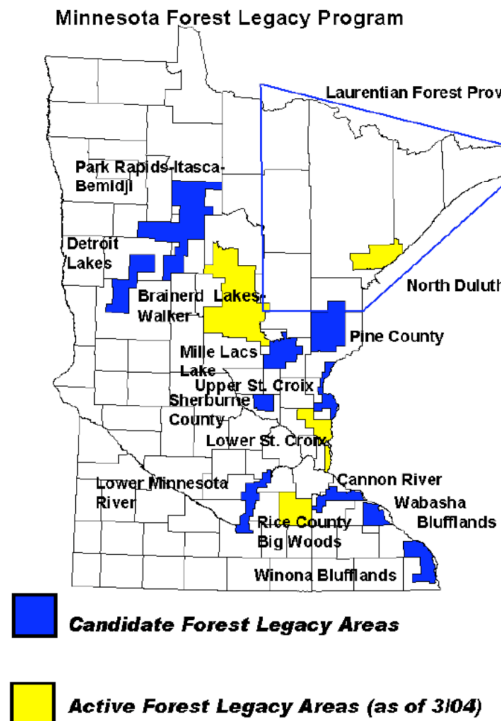 Minnesota Forest Legacy Program
Laurentian Forest Prov
Park Rapids-Itasca-
Bemidji
Detroit
Lakes
North Duluth
Brainerd Lakes-
Walker
Pine County
Mille Lacs
Lake
Upper St. Croix
Sherburne
County
Lower St. Croix
Cannon River
Lower Minnesota
River
Wabasha
Blufflands
Rice County
Big Woods
Winona Blufflands
Candidate Forest Legacy Areas
Active Forest Legacy Areas (as of 3/04)